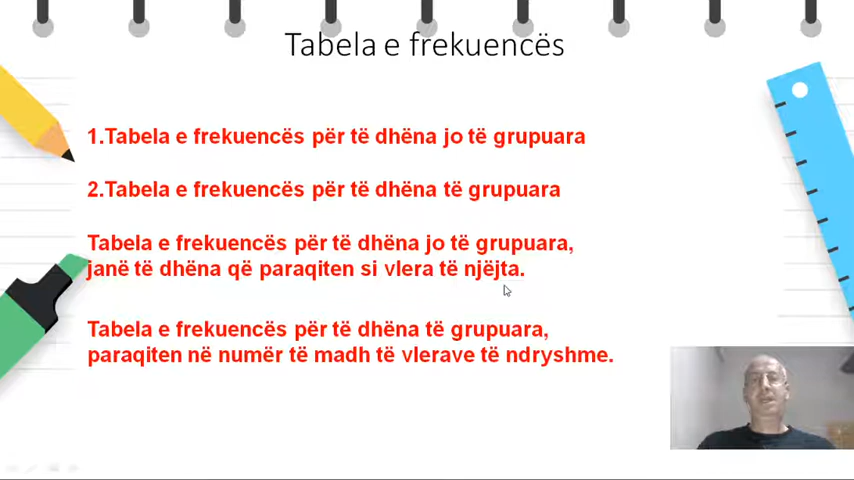 Tabela e frekuencës
1.Tabela e frekuencës për të dhëna jo të grupuara
2.Tabela e frekuencës për të dhëna të grupuara
Tabela e frekuencës për të dhëna jo të grupuara,
janë të dhëna që paraqiten si vlera të njëjta.
Tabela e frekuencës për të dhëna të grupuara,
paraqiten në numër të madh të vlerave të ndryshme.